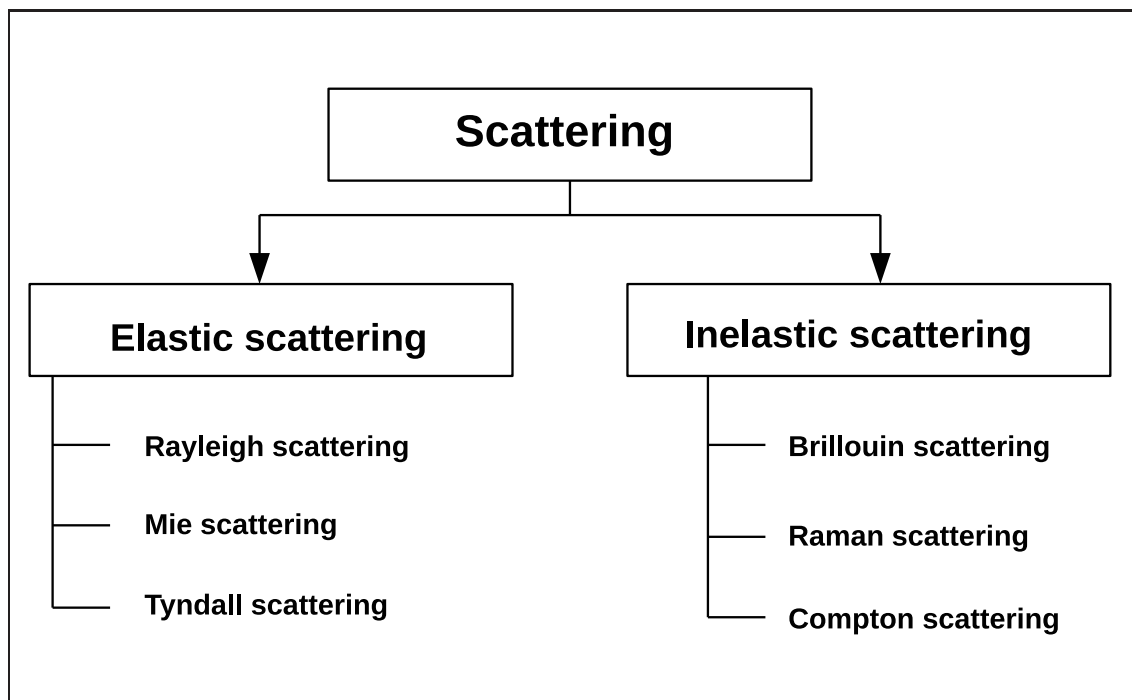 Scattering
Elastic scattering
Rayleigh scattering
Mie scattering
Tyndall scattering
Inelastic scattering
Brillouin scattering
Raman scattering
Compton scattering